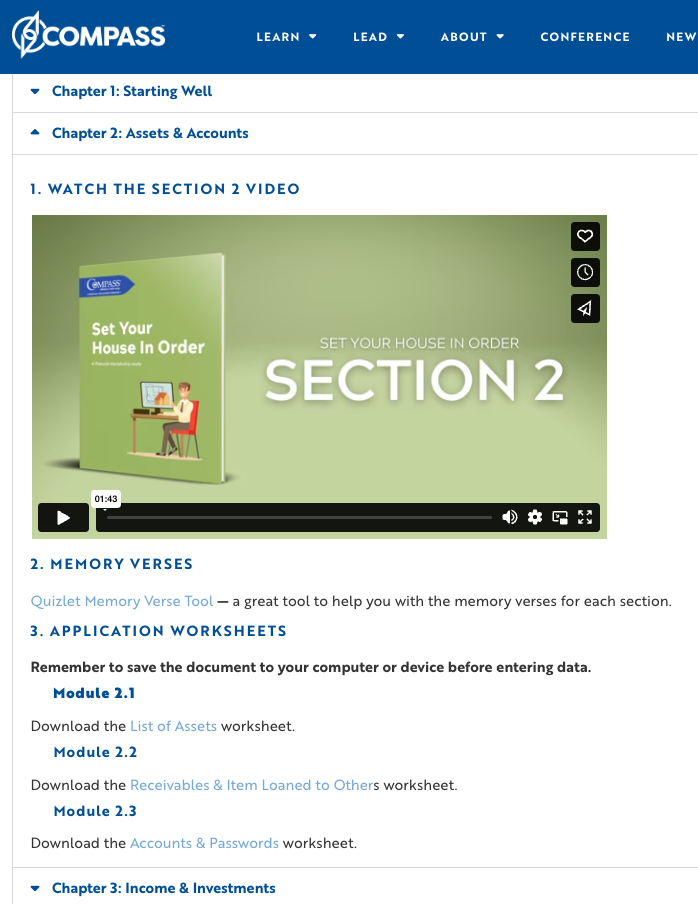 COMPASS
LEARN LEAD ABOUT CONFERENCE NEW
Chapter 1: Starting Well
Chapter 2: Assets & Accounts
1. WATCH THE SECTION 2 VIDEO
COMPASS
Set Your
House In Order
SET YOUR HOUSE IN ORDER
SECTION 2
01:43
2. MEMORY VERSES
Quizlet Memory Verse Tool — a great tool to help you with the memory verses for each section.
3. APPLICATION WORKSHEETS
Remember to save the document to your computer or device before entering data.
Module 2.1
Download the List of Assets worksheet.
Module 2.2
Download the Receivables & Item Loaned to Others worksheet.
Module 2.3
Download the Accounts & Passwords worksheet.
Chapter 3: Income & Investments